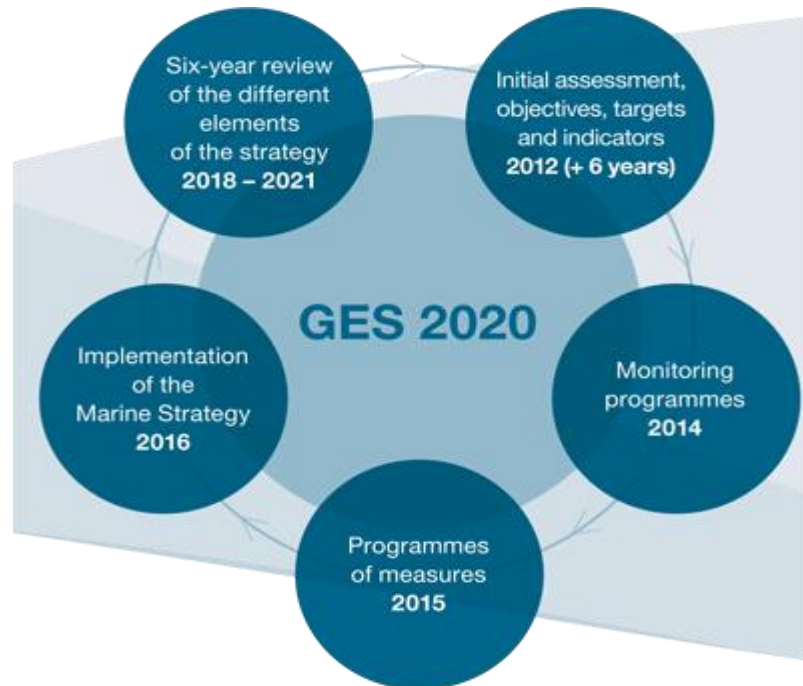 Six-year review
of the different
elements
of the strategy
2018 – 2021
Initial assessment,
objectives, targets
and indicators
2012 (+ 6 years)
GES 2020
Implementation
of the
Marine Strategy
2016
Monitoring
programmes
2014
Programmes
of measures
2015